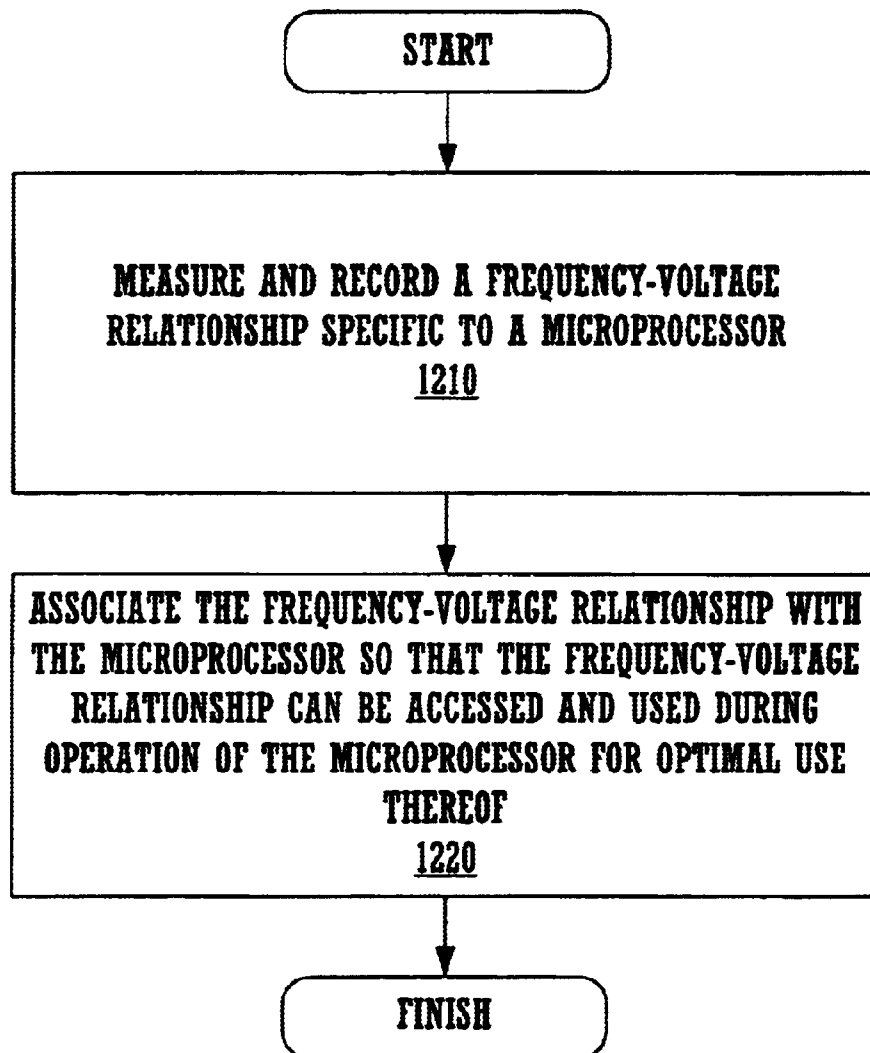 START
MEASURE AND RECORD A FREQUENCY-VOLTAGE
RELATIONSHIP SPECIFIC TO A MICROPROCESSOR
1210
ASSOCIATE THE FREQUENCY-VOLTAGE RELATIONSHIP WITH
THE MICROPROCESSOR SO THAT THE FREQUENCY-VOLTAGE
RELATIONSHIP CAN BE ACCESSED AND USED DURING
OPERATION OF THE MICROPROCESSOR FOR OPTIMAL USE
THEREOF
1220
FINISH